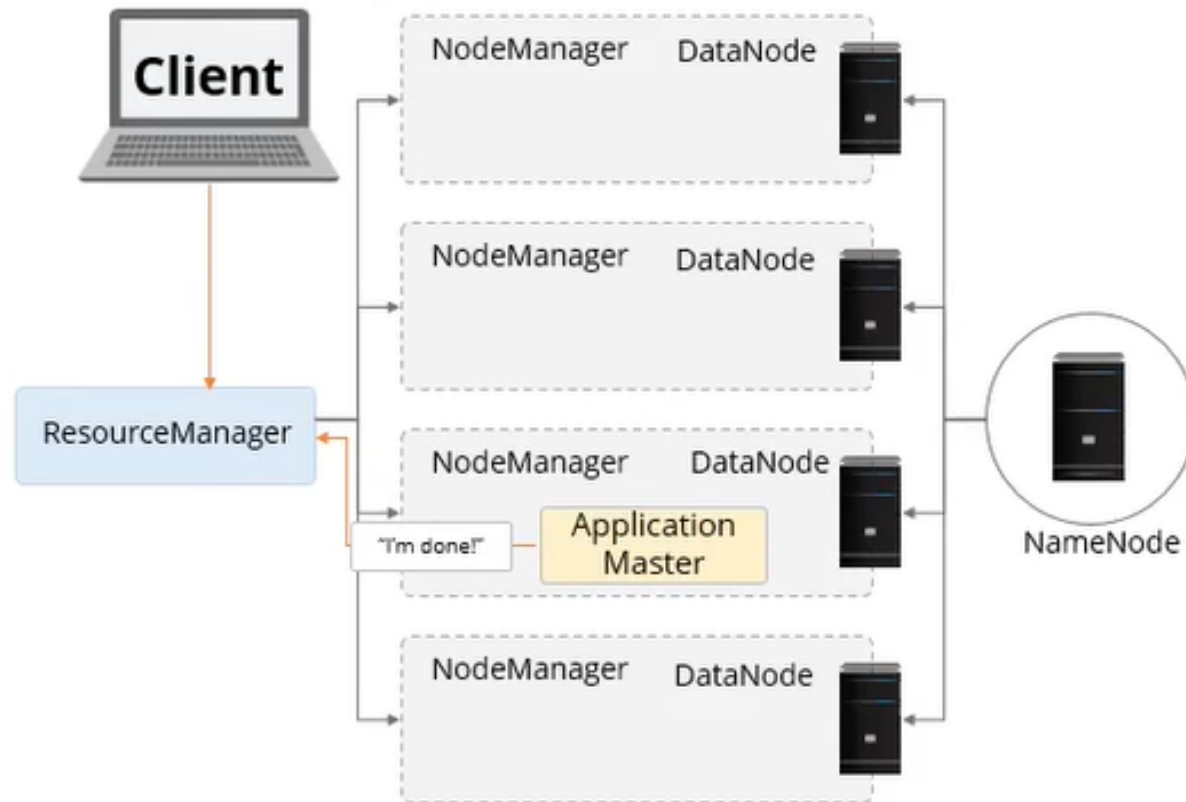 Client
NodeManager DataNode
NodeManager DataNode
ResourceManager
NodeManager DataNode
"I'm done!"
Application
Master
NameNode
NodeManager DataNode